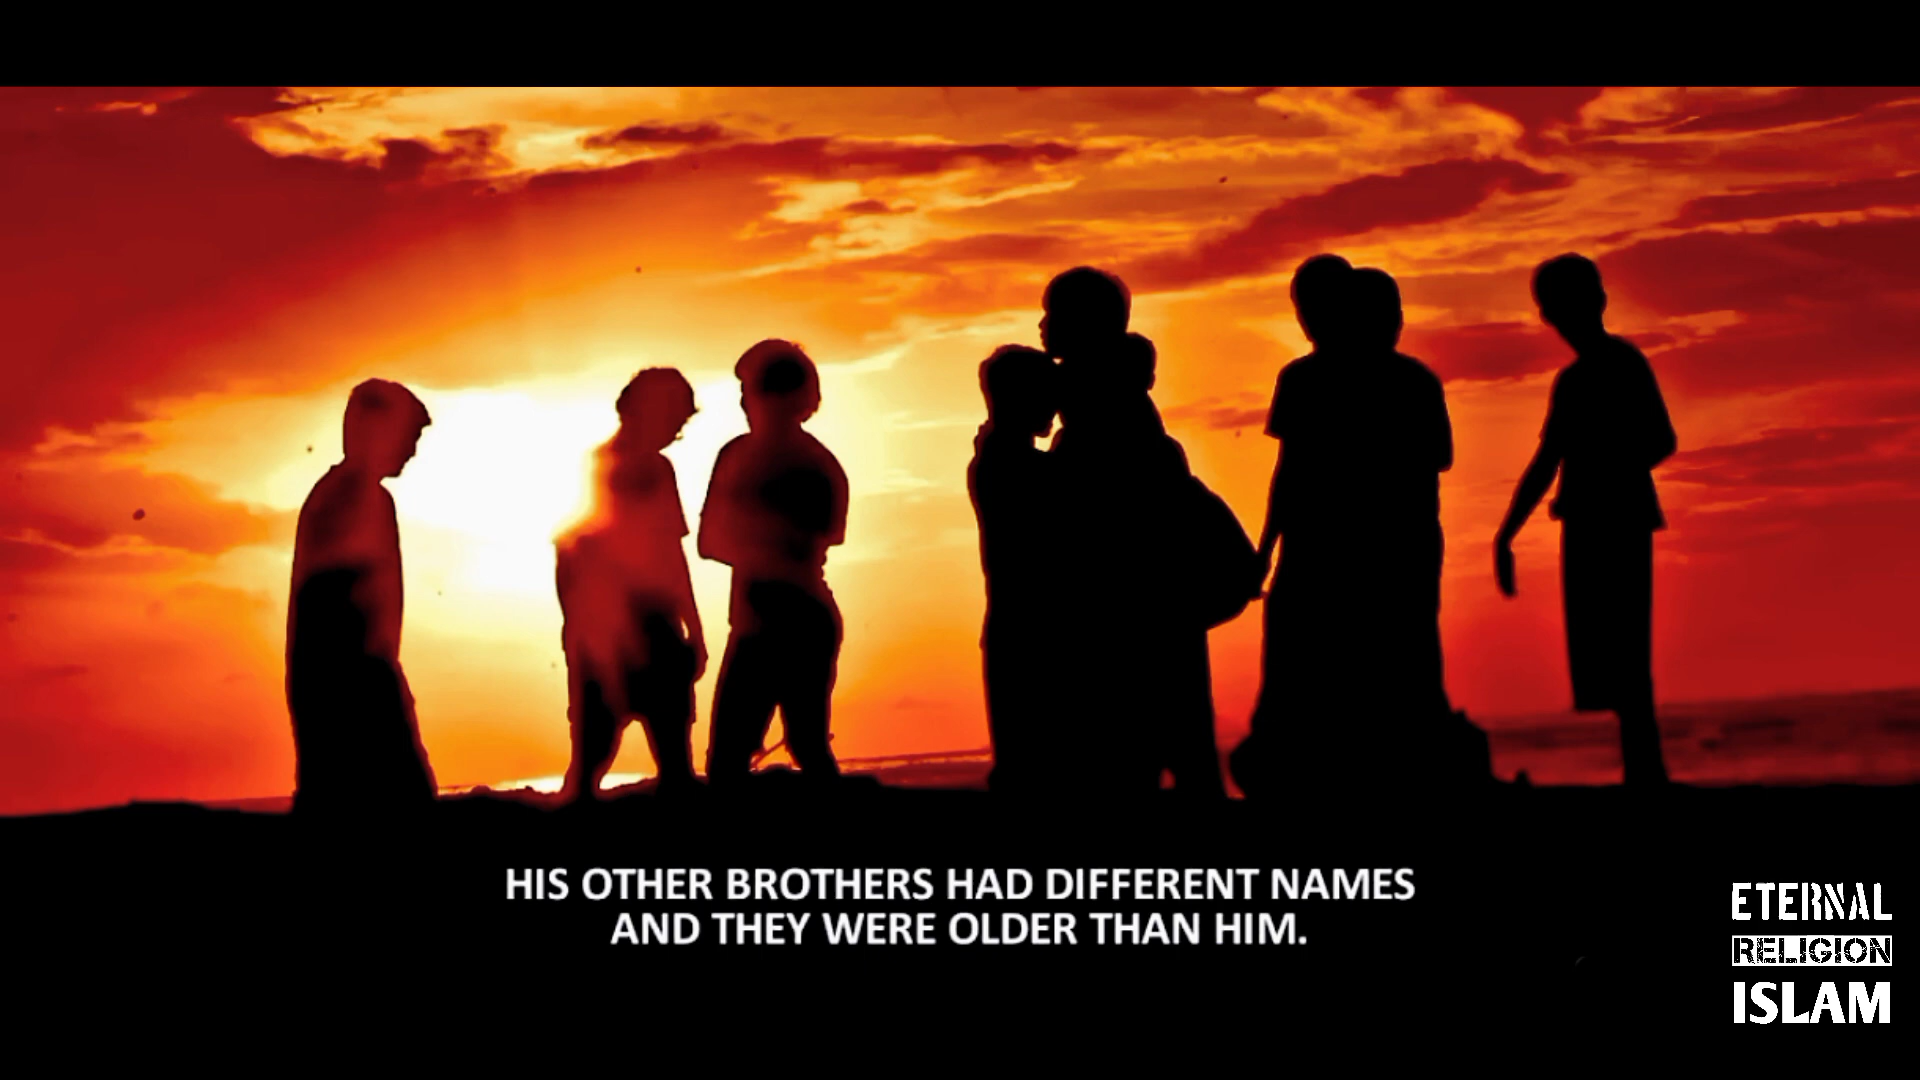 HIS OTHER BROTHERS HAD DIFFERENT NAMES
AND THEY WERE OLDER THAN HIM.
ETERNAL
RELIGION
ISLAM